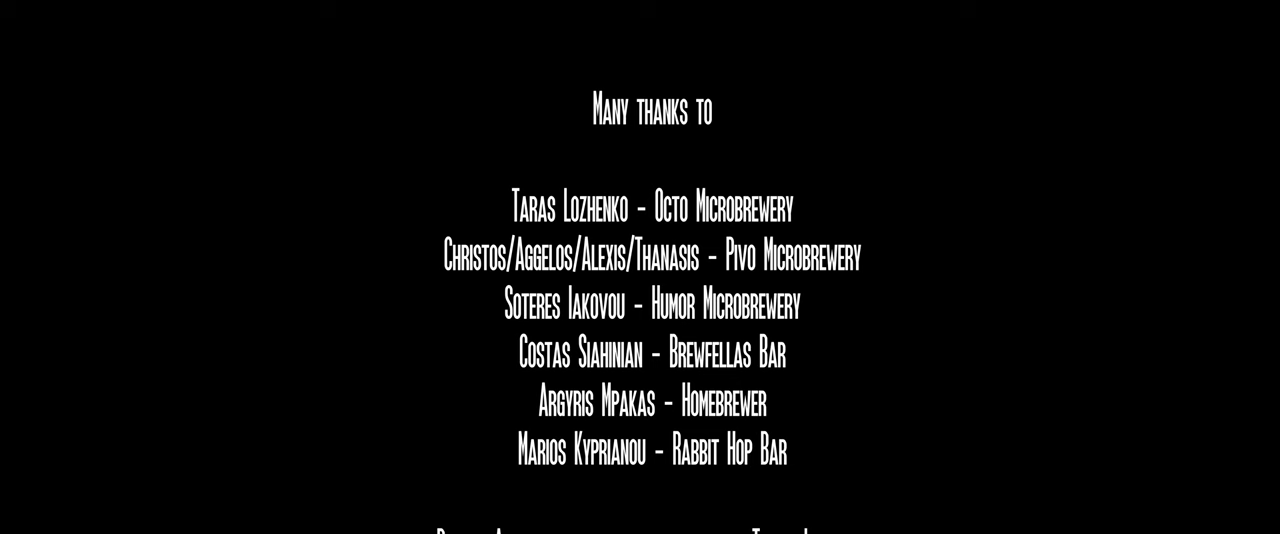 Many thanks to
Taras Lozhenko - Octo Microbrewery
Christos/Aggelos/Alexis/Thanasis - Pivo Microbrewery
Soteres Iakovou - Humor Microbrewery
Costas Siahinian - Brewfellas Bar
Argyris Mpakas - Homebrewer
Marios Kyprianou - Rabbit Hop Bar